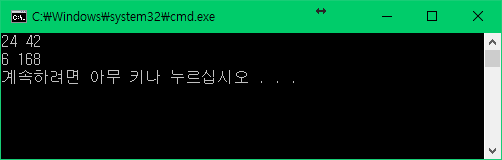 C:₩Windows₩system32₩cmd.exe
24 42
6 168
계속하려면 아무 키나 누르십시오 . . .